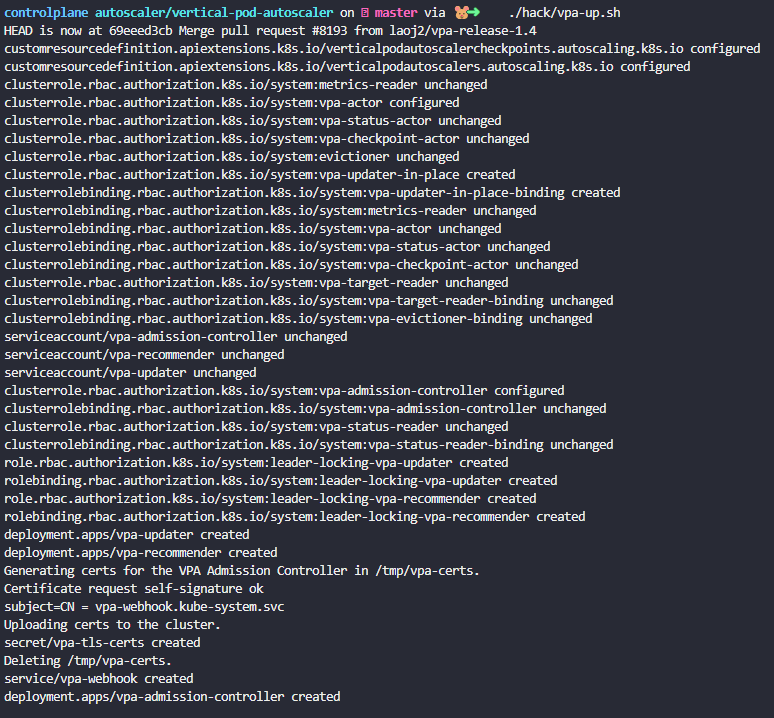 controlplane autoscaler/vertical-pod-autoscaler on master via ./hack/vpa-up.sh
HEAD is now at 69eeed3cb Merge pull request #8193 from laoj2/vpa-release-1.4
customresourcedefinition.apiextensions.k8s.io/verticalpodautoscalercheckpoints.autoscaling.k8s.io configured
customresourcedefinition.apiextensions.k8s.io/verticalpodautoscalers.autoscaling.k8s.io configured
clusterrole.rbac.authorization.k8s.io/system:metrics-reader unchanged
clusterrole.rbac.authorization.k8s.io/system:vpa-actor configured
clusterrole.rbac.authorization.k8s.io/system:vpa-status-actor unchanged
clusterrole.rbac.authorization.k8s.io/system:vpa-checkpoint-actor unchanged
clusterrole.rbac.authorization.k8s.io/system:evictioner unchanged
clusterrole.rbac.authorization.k8s.io/system:vpa-updater-in-place created
clusterrolebinding.rbac.authorization.k8s.io/system:vpa-updater-in-place-binding created
clusterrolebinding.rbac.authorization.k8s.io/system:metrics-reader unchanged
clusterrolebinding.rbac.authorization.k8s.io/system:vpa-actor unchanged
clusterrolebinding.rbac.authorization.k8s.io/system:vpa-status-actor unchanged
clusterrolebinding.rbac.authorization.k8s.io/system:vpa-checkpoint-actor unchanged
clusterrole.rbac.authorization.k8s.io/system:vpa-target-reader unchanged
clusterrolebinding.rbac.authorization.k8s.io/system:vpa-target-reader-binding unchanged
clusterrolebinding.rbac.authorization.k8s.io/system:vpa-evictioner-binding unchanged
serviceaccount/vpa-admission-controller unchanged
serviceaccount/vpa-recommender unchanged
serviceaccount/vpa-updater unchanged
clusterrole.rbac.authorization.k8s.io/system:vpa-admission-controller configured
clusterrolebinding.rbac.authorization.k8s.io/system:vpa-admission-controller unchanged
clusterrole.rbac.authorization.k8s.io/system:vpa-status-reader unchanged
clusterrolebinding.rbac.authorization.k8s.io/system:vpa-status-reader-binding unchanged
role.rbac.authorization.k8s.io/system:leader-locking-vpa-updater created
rolebinding.rbac.authorization.k8s.io/system:leader-locking-vpa-updater created
role.rbac.authorization.k8s.io/system:leader-locking-vpa-recommender created
rolebinding.rbac.authorization.k8s.io/system:leader-locking-vpa-recommender created
deployment.apps/vpa-updater created
deployment.apps/vpa-recommender created
Generating certs for the VPA Admission Controller in /tmp/vpa-certs.
Certificate request self-signature ok
subject=CN = vpa-webhook.kube-system.svc
Uploading certs to the cluster.
secret/vpa-tls-certs created
Deleting /tmp/vpa-certs.
service/vpa-webhook created
deployment.apps/vpa-admission-controller created